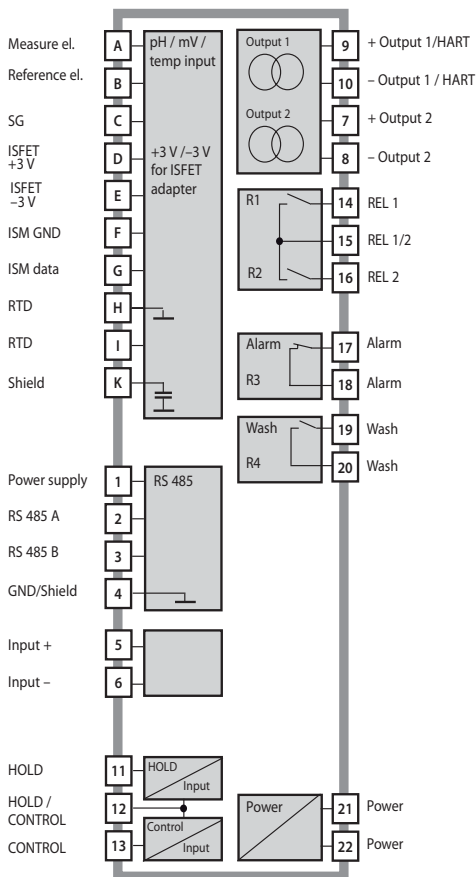 Measure el.
A
pH / mV /
temp input
Reference el.
B
SG
C
ISFET
+3 V
D
+3 V /–3 V
for ISFET
adapter
ISFET
–3 V
E
ISM GND
F
ISM data
G
RTD
H
RTD
I
Shield
K
Power supply
1
RS 485
RS 485 A
2
RS 485 B
3
GND/Shield
4
Input +
5
Input –
6
HOLD
11
HOLD
Input
HOLD /
CONTROL
12
CONTROL
13
Control
Input
Output 1
9
+ Output 1/HART
10
– Output 1 / HART
Output 2
7
+ Output 2
8
– Output 2
R1
14
REL 1
15
REL 1/2
R2
16
REL 2
Alarm
17
Alarm
R3
18
Alarm
Wash
19
Wash
R4
20
Wash
Power
21
Power
22
Power